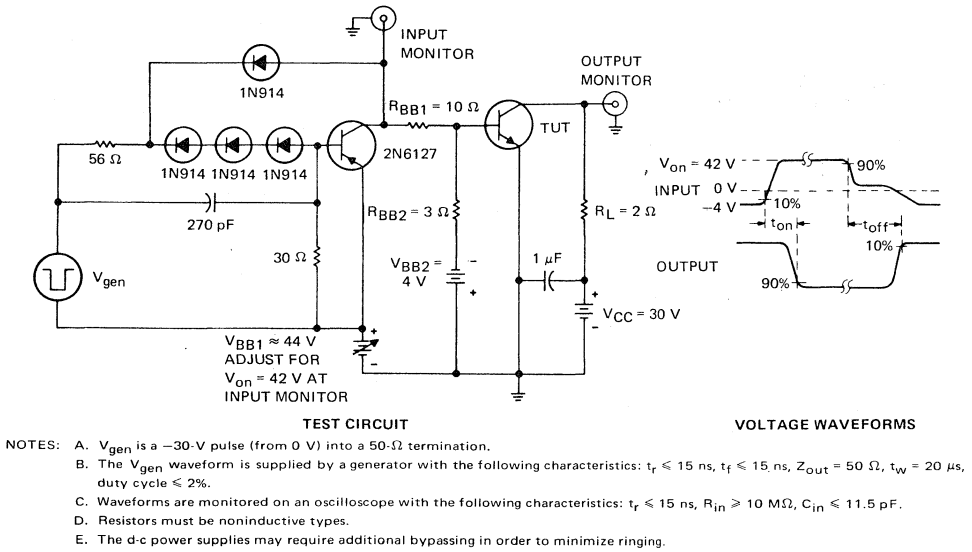 INPUT
MONITOR
OUTPUT
MONITOR
1N914
R_BB1 = 10 Ω
TUT
56 Ω
1N914 1N914 1N914
2N6127
270 pF
R_BB2 = 3 Ω
R_L = 2 Ω
30 Ω
V_gen
V_BB2 =
4 V
-
+
1 μF
+
-
V_CC = 30 V
V_BB1 ≈ 44 V
ADJUST FOR
V_on = 42 V AT
INPUT MONITOR
+
-
, V_on = 42 V
90%
INPUT 0 V
-4 V
10%
t_on
t_off
10%
OUTPUT
90%
TEST CIRCUIT
VOLTAGE WAVEFORMS
NOTES: A. V_gen is a −30-V pulse (from 0 V) into a 50-Ω termination.
B. The V_gen waveform is supplied by a generator with the following characteristics: t_r ⩽ 15 ns, t_f ⩽ 15 ns, Z_out = 50 Ω, t_w = 20 μs,
duty cycle ⩽ 2%.
C. Waveforms are monitored on an oscilloscope with the following characteristics: t_r ⩽ 15 ns, R_in ⩾ 10 MΩ, C_in ⩽ 11.5 pF.
D. Resistors must be noninductive types.
E. The d-c power supplies may require additional bypassing in order to minimize ringing.